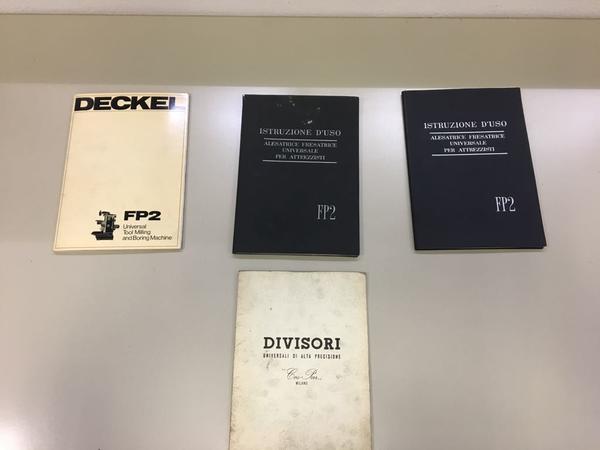 DECKEL
FP2
Universal
Tool Milling
and Boring Machine
ISTRUZIONE D'USO
ALESATRICE FRESATRICE
UNIVERSALE
PER ATTREZZISTI
FP2
ISTRUZIONE D'USO
ALESATRICE FRESATRICE
UNIVERSALE
PER ATTREZZISTI
FP2
DIVISORI
UNIVERSALI DI ALTA PRECISIONE
MILANO